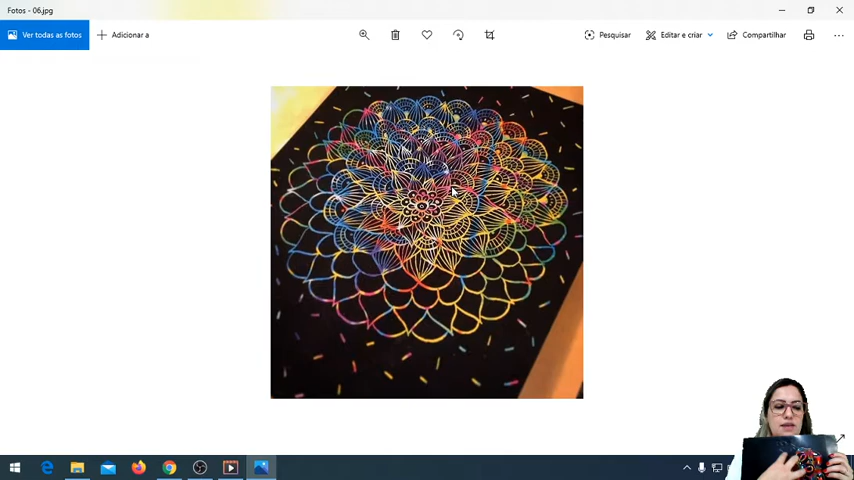 Fotos - 06.jpg
Ver todas as fotos
Adicionar a
Pesquisar
Editar e criar
Compartilhar